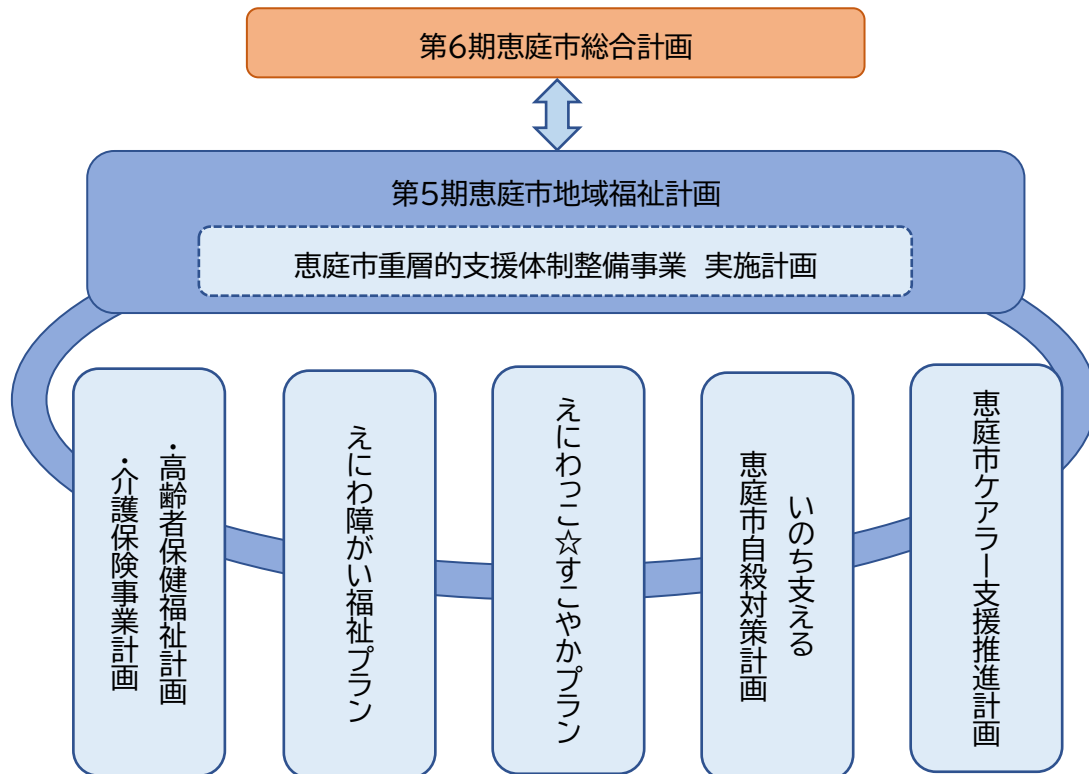 第6期恵庭市総合計画
第5期恵庭市地域福祉計画
恵庭市重層的支援体制整備事業　実施計画
・高齢者保健福祉計画
・介護保険事業計画
えにわ障がい福祉プラン
えにわっこ☆すこやかプラン
いのち支える
恵庭市自殺対策計画
恵庭市ケアラー支援推進計画